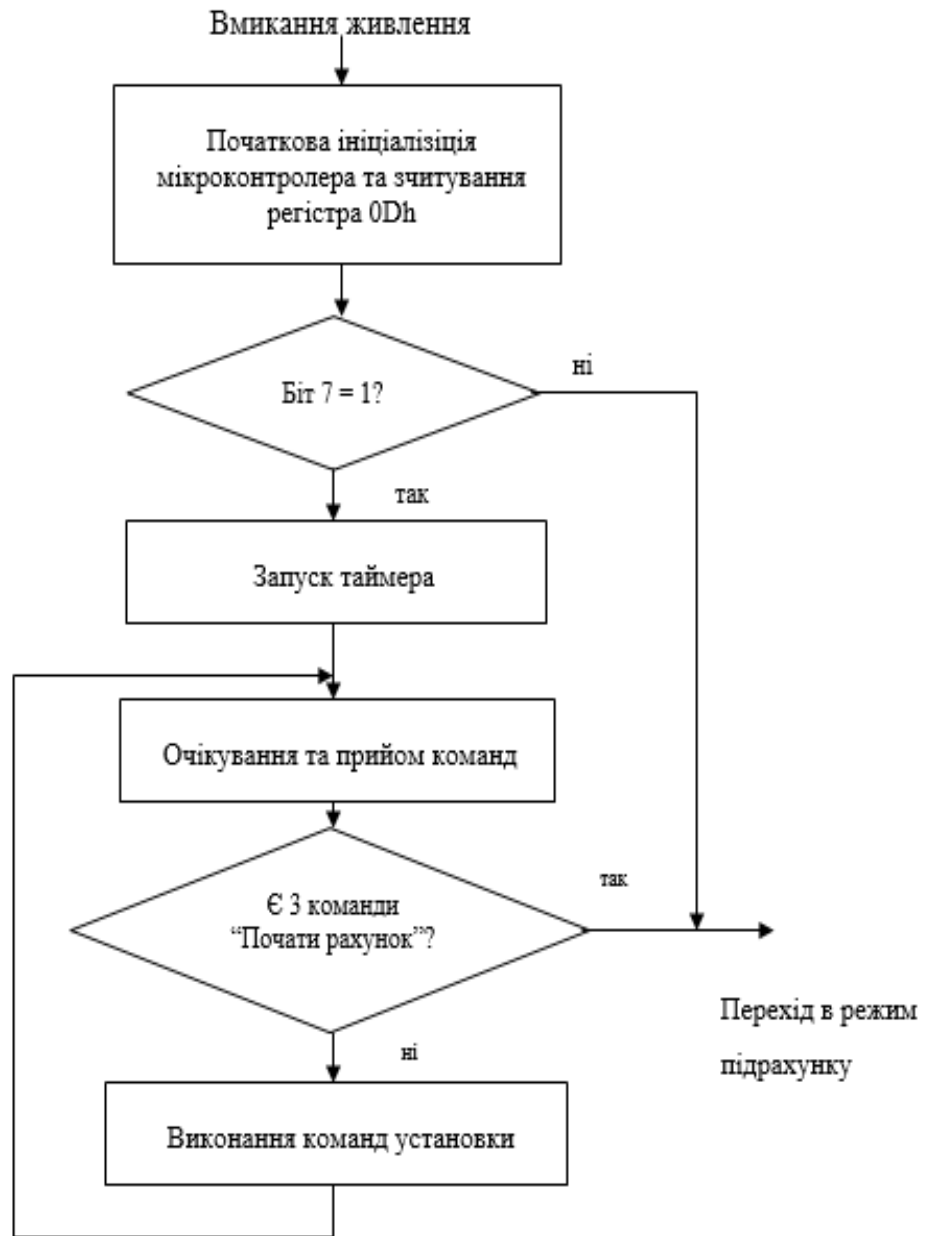 Вмикання живлення
Початкова ініціалізіція
мікроконтролера та зчитування
регістра 0Dh
Біт 7 = 1?
ні
так
Запуск таймера
Очікування та прийом команд
Є 3 команди
“Почати рахунок”?
так
Перехід в режим
підрахунку
ні
Виконання команд установки